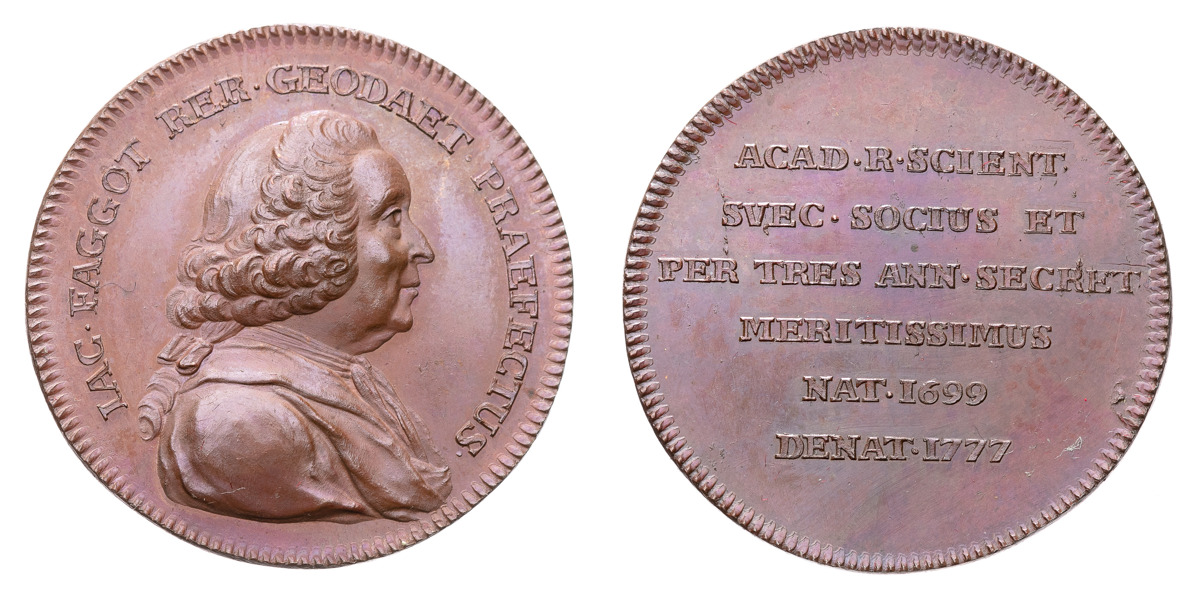 IAC · FAGGOT RER · GEODAET · PRAEFECTUS ·
ACAD · R · SCIENT
SVEC · SOCIUS ET
PER TRES ANN · SECRET
MERITISSIMUS
NAT · 1699
DENAT · 1777